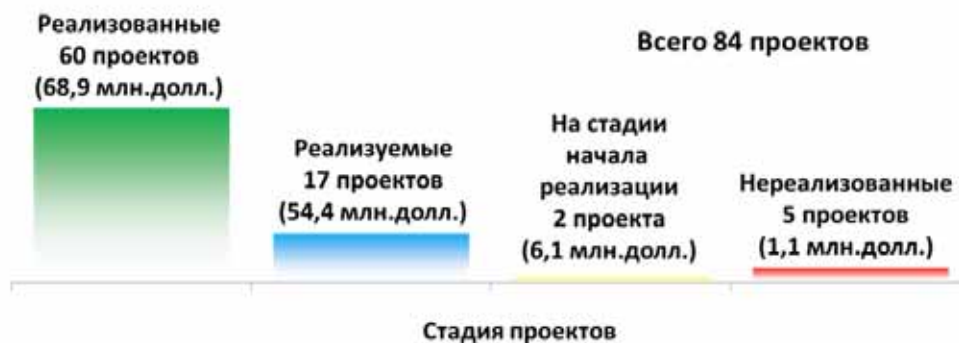 Реализованные
60 проектов
(68,9 млн.долл.)
Всего 84 проектов
Реализуемые
17 проектов
(54,4 млн.долл.)
На стадии
начала
реализации
2 проекта
(6,1 млн.долл.)
Нереализованные
5 проектов
(1,1 млн.долл.)
Стадия проектов